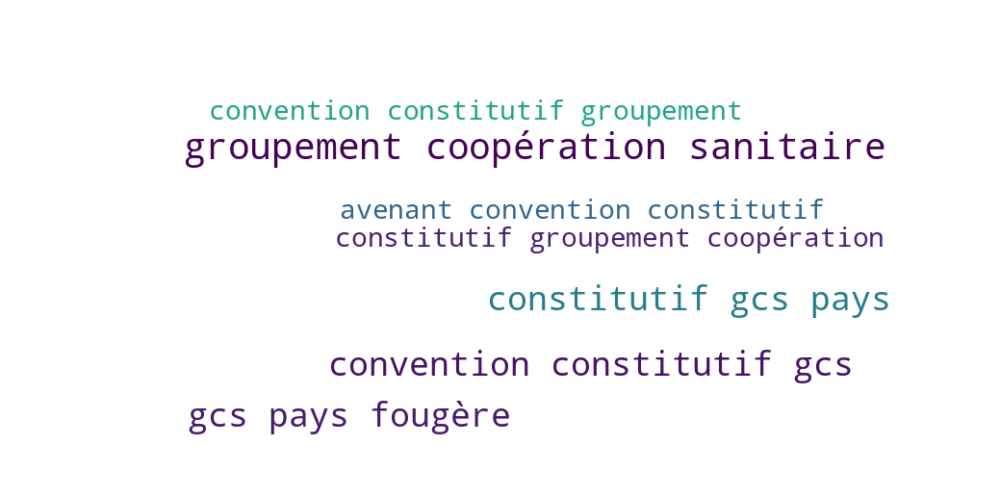 convention constitutif groupement
groupement coopération sanitaire
avenant convention constitutif
constitutif groupement coopération
constitutif gcs pays
convention constitutif gcs
gcs pays fougère